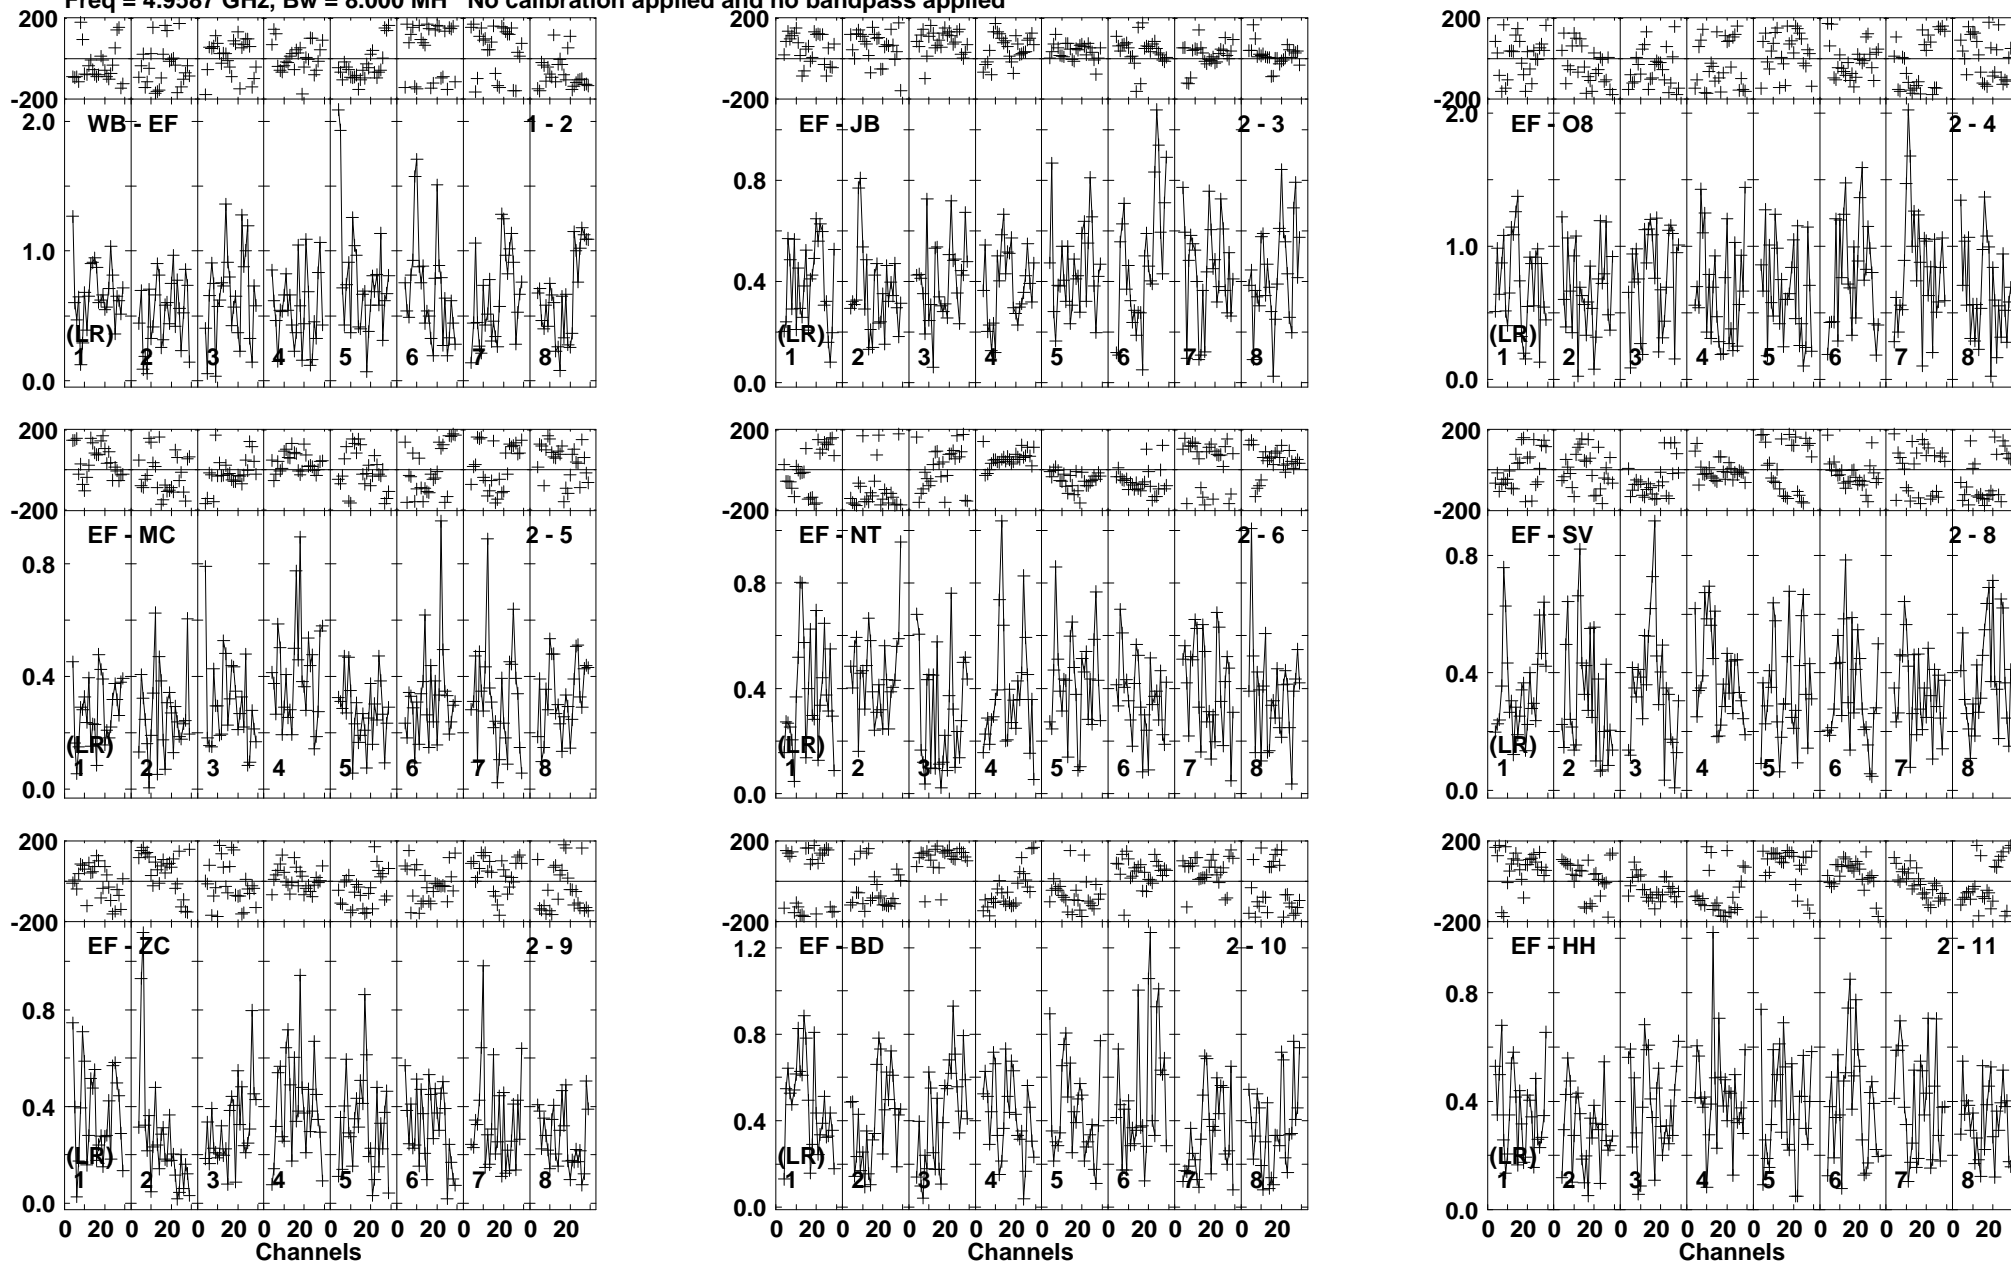 Freq = 4.9587 GHz, Bw = 8.000 MH No calibration applied and no bandpass applied
200 200 200
-200 -200 -200
WB - EF 1 - 2 EF - JB 2 - 3 EF - O8 2 - 4
2.0 2.0
0.8
1.0 1.0
0.4
(LR) (LR) (LR)
1 2 3 4 5 6 7 8 1 2 3 4 5 6 7 8 1 2 3 4 5 6 7 8
0.0 0.0 0.0
200 200 200
-200 -200 -200
EF - MC 2 - 5 EF - NT 2 - 6 EF - SV 2 - 8
0.8 0.8 0.8
0.4 0.4 0.4
(LR) (LR) (LR)
1 2 3 4 5 6 7 8 1 2 3 4 5 6 7 8 1 2 3 4 5 6 7 8
0.0 0.0 0.0
200 200 200
-200 -200 -200
EF - ZC 2 - 9 EF - BD 2 - 10 EF - HH 2 - 11
1.2
0.8 0.8 0.8
0.4 0.4 0.4
(LR) (LR) (LR)
1 2 3 4 5 6 7 8 1 2 3 4 5 6 7 8 1 2 3 4 5 6 7 8
0.0 0.0 0.0
0 20 0 20 0 20 0 20 0 20 0 20 0 20 0 20 0 20 0 20 0 20 0 20 0 20 0 20 0 20 0 20 0 20 0 20 0 20 0 20 0 20 0 20 0 20 0 20
Channels Channels Channels